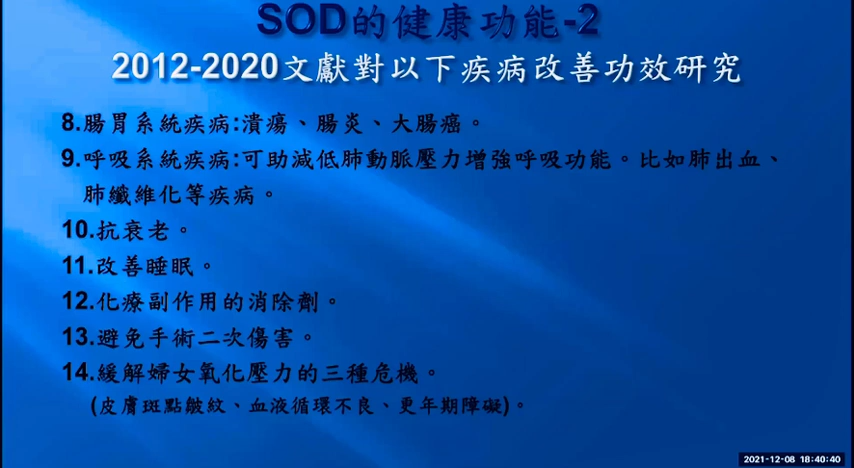 SOD的健康功能-2
2012-2020文獻對以下疾病改善功效研究
8.腸胃系統疾病:潰瘍、腸炎、大腸癌。
9.呼吸系統疾病:可助減低肺動脈壓力增強呼吸功能。比如肺出血、
肺纖維化等疾病。
10.抗衰老。
11.改善睡眠。
12.化療副作用的消除劑。
13.避免手術二次傷害。
14.緩解婦女氧化壓力的三種危機。
(皮膚斑點皺紋、血液循環不良、更年期障礙)。
2021-12-08 18:40:40